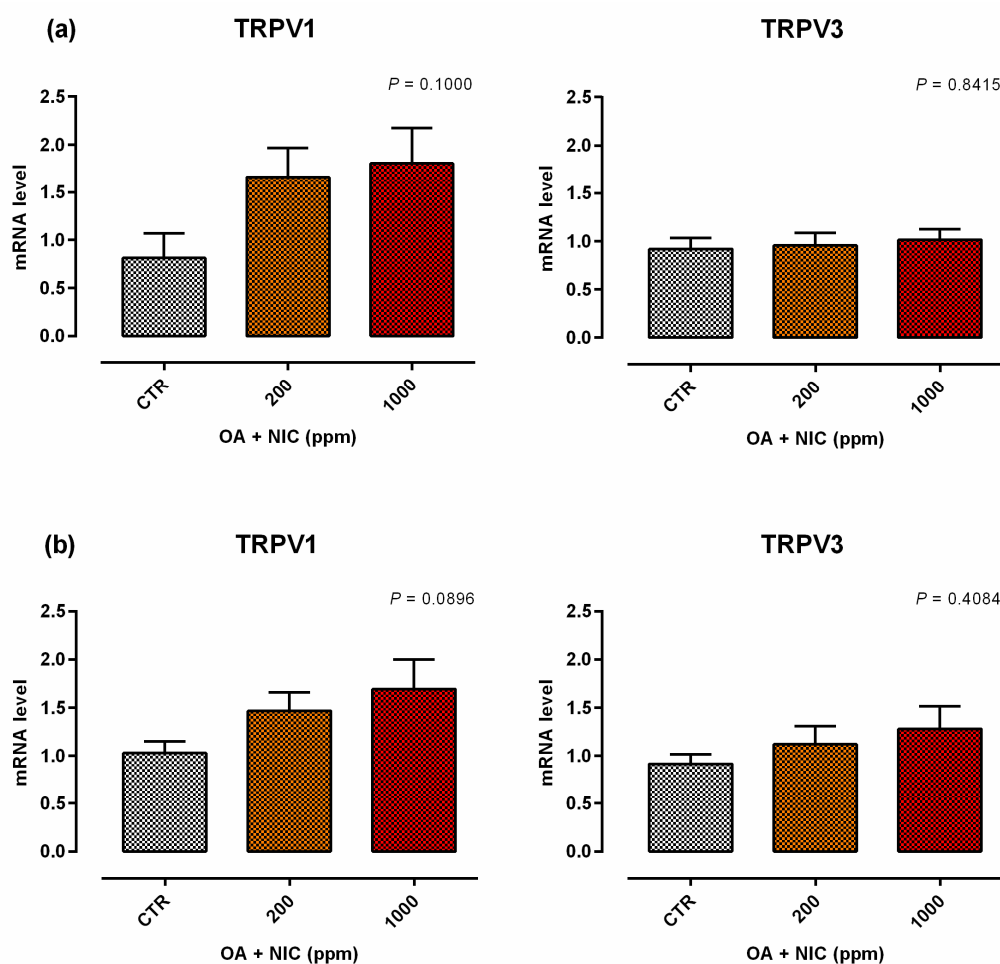 (a) TRPV1
P = 0.1000
mRNA level
2.5
2.0
1.5
1.0
0.5
0.0
CTR 200 1000
OA + NIC (ppm)
TRPV3
P = 0.8415
mRNA level
2.5
2.0
1.5
1.0
0.5
0.0
CTR 200 1000
OA + NIC (ppm)
(b) TRPV1
P = 0.0896
mRNA level
2.5
2.0
1.5
1.0
0.5
0.0
CTR 200 1000
OA + NIC (ppm)
TRPV3
P = 0.4084
mRNA level
2.5
2.0
1.5
1.0
0.5
0.0
CTR 200 1000
OA + NIC (ppm)